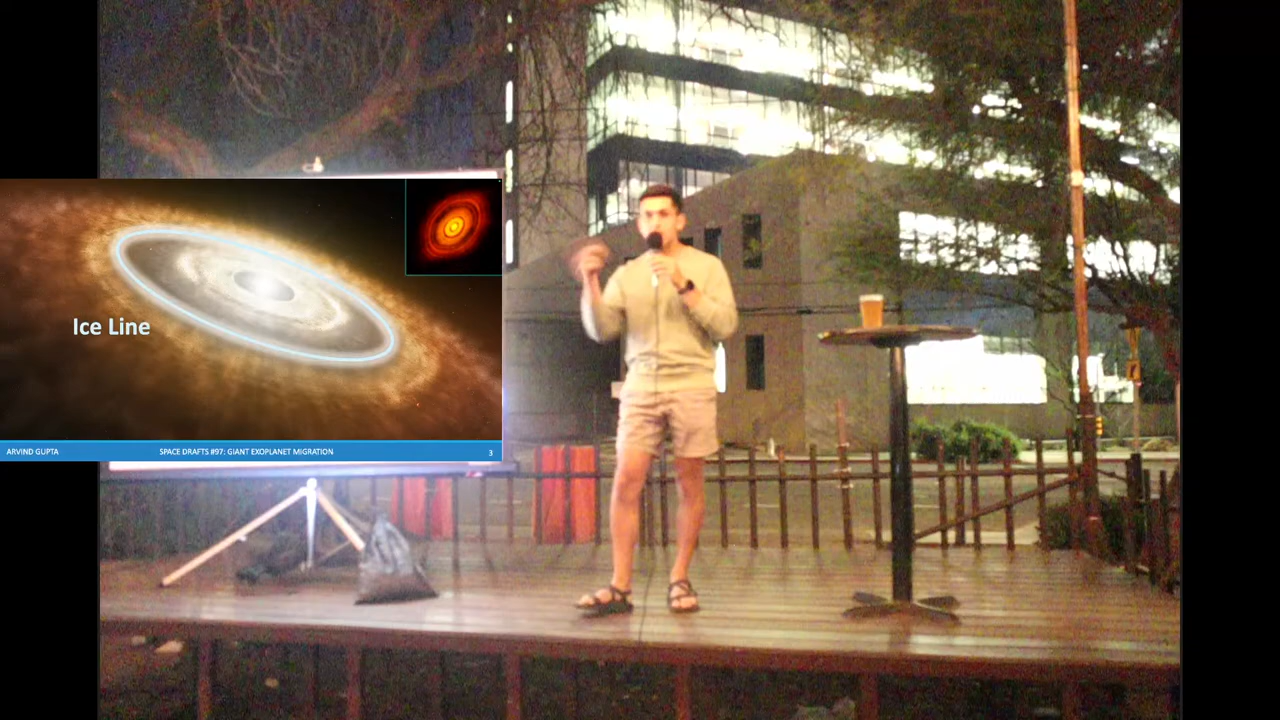 Ice Line
ARVIND GUPTA SPACE DRAFTS #97: GIANT EXOPLANET MIGRATION 3